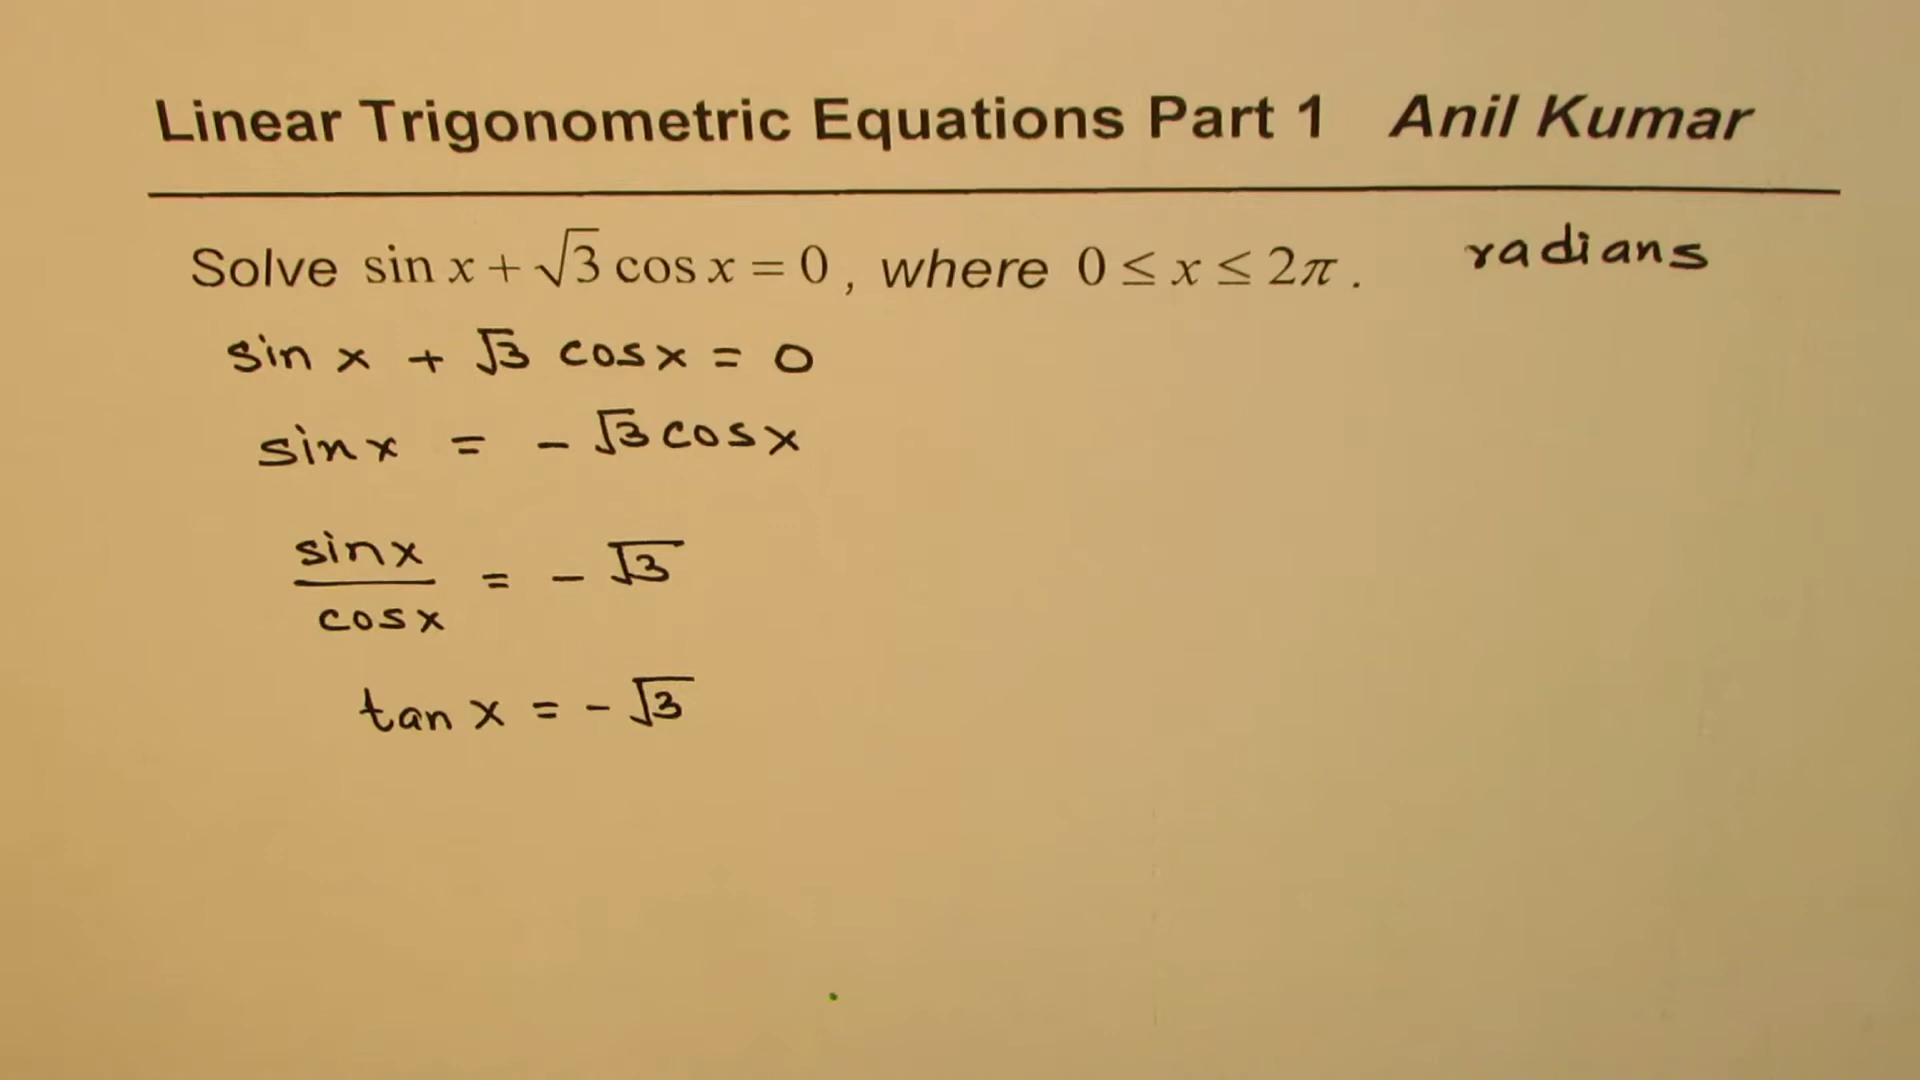 Linear Trigonometric Equations Part 1 Anil Kumar
Solve sin x + √3 cos x = 0 , where 0 ≤ x ≤ 2π . radians
sin x + √3 cos x = 0
sin x = - √3 cos x
sin x / cos x = - √3
tan x = - √3